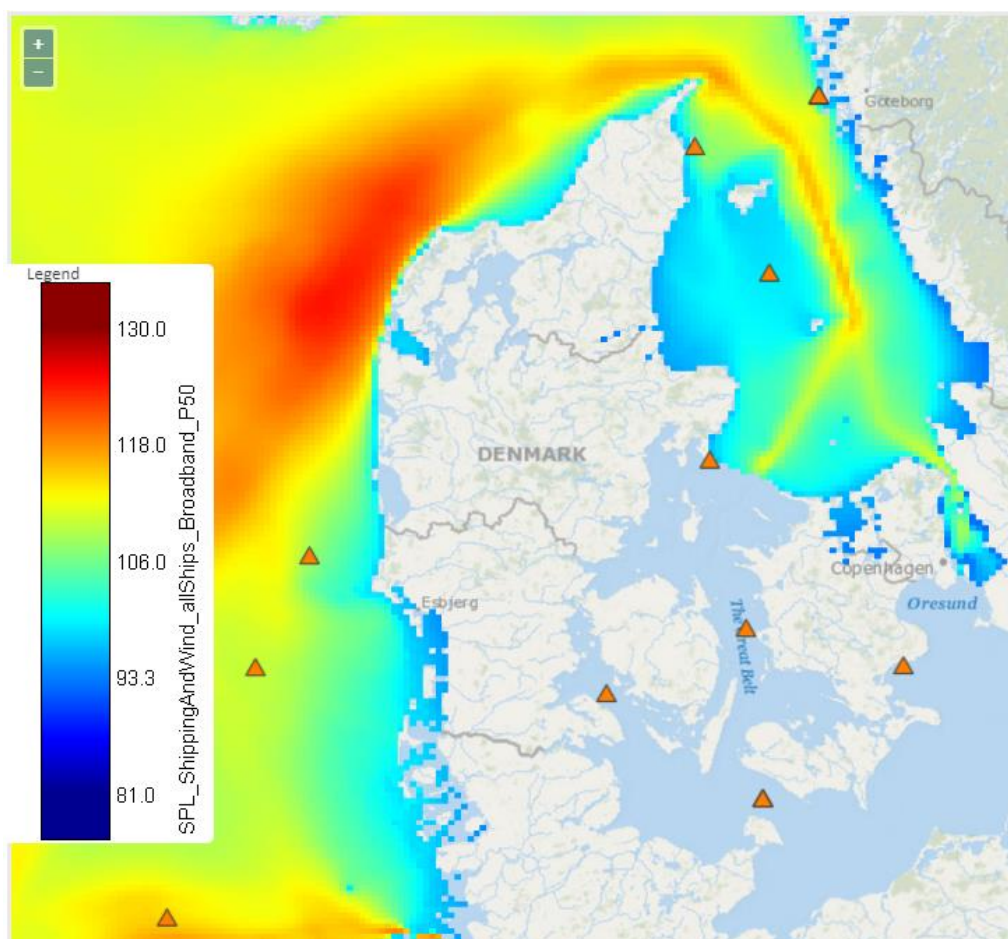 +
−
Göteborg
Legend
130.0
118.0
106.0
93.3
81.0
SPL_ShippingAndWind_allShips_Broadband_P50
DENMARK
Copenhagen
Esbjerg
Oresund
The Great Belt